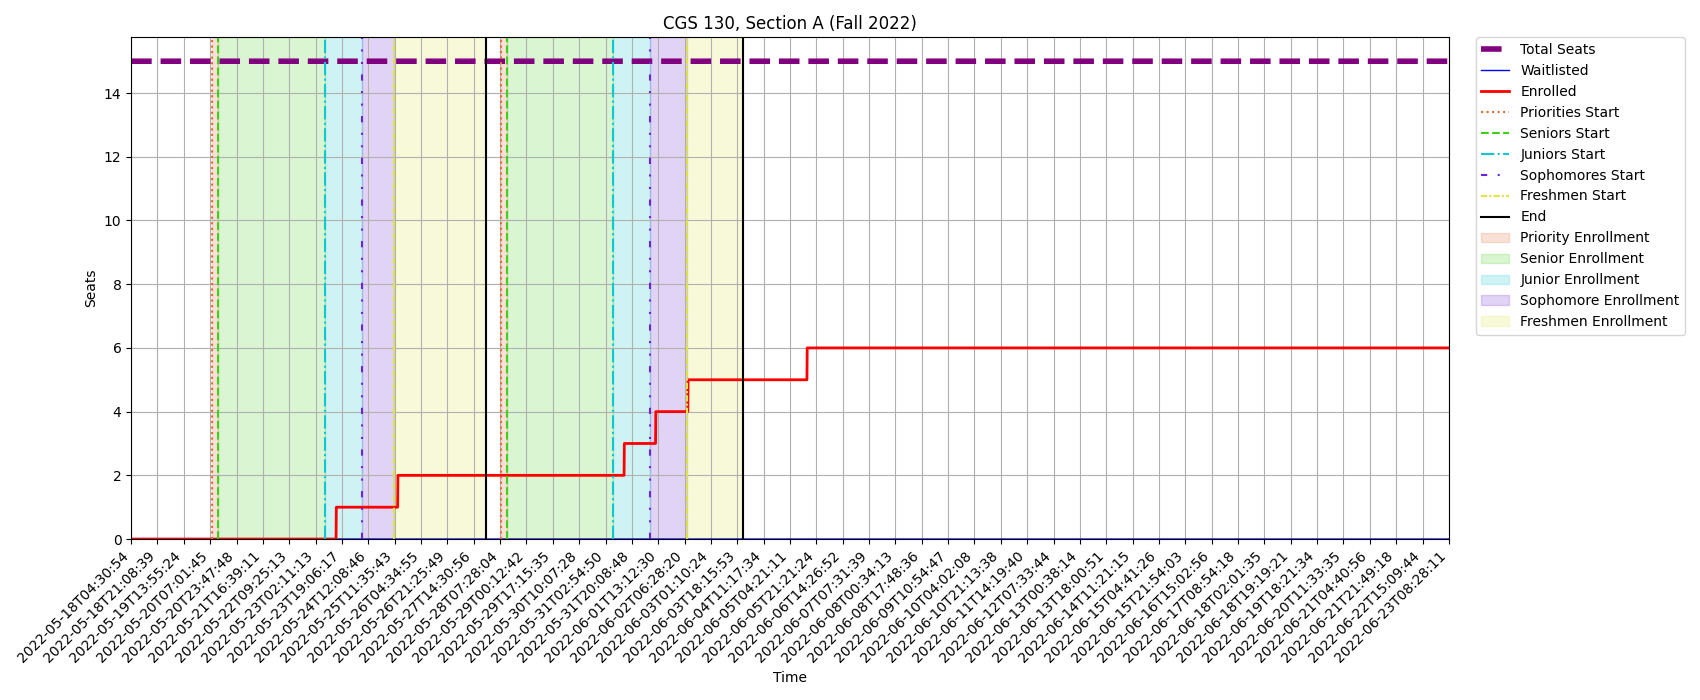 CGS 130, Section A (Fall 2022)
Seats
14
12
10
8
6
4
2
0
2022-05-18T04:30:54
2022-05-18T21:08:39
2022-05-19T13:55:24
2022-05-20T07:01:45
2022-05-20T23:47:48
2022-05-21T16:39:11
2022-05-22T09:25:13
2022-05-23T02:11:13
2022-05-23T19:06:17
2022-05-24T12:08:46
2022-05-25T11:35:43
2022-05-26T04:34:55
2022-05-26T21:25:49
2022-05-27T14:30:56
2022-05-28T07:28:04
2022-05-29T00:12:42
2022-05-29T17:15:35
2022-05-30T10:07:28
2022-05-31T02:54:50
2022-05-31T20:08:48
2022-06-01T13:12:30
2022-06-02T06:28:20
2022-06-03T01:10:24
2022-06-03T18:15:53
2022-06-04T11:17:34
2022-06-05T04:21:11
2022-06-05T21:21:24
2022-06-06T14:26:52
2022-06-07T07:31:39
2022-06-08T00:34:13
2022-06-08T17:48:36
2022-06-09T10:54:47
2022-06-10T04:02:08
2022-06-10T21:13:38
2022-06-11T14:19:40
2022-06-12T07:33:44
2022-06-13T00:38:14
2022-06-13T18:00:51
2022-06-14T11:21:15
2022-06-15T04:41:26
2022-06-15T21:54:03
2022-06-16T15:02:56
2022-06-17T08:54:18
2022-06-18T02:01:35
2022-06-18T19:19:21
2022-06-19T18:21:34
2022-06-20T11:33:35
2022-06-21T04:40:56
2022-06-21T21:49:18
2022-06-22T15:09:44
2022-06-23T08:28:11
Time
Total Seats
Waitlisted
Enrolled
Priorities Start
Seniors Start
Juniors Start
Sophomores Start
Freshmen Start
End
Priority Enrollment
Senior Enrollment
Junior Enrollment
Sophomore Enrollment
Freshmen Enrollment